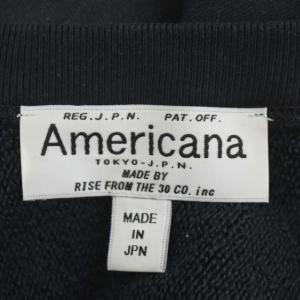 REG.J.P.N. PAT.OFF.
Americana
TOKYO-J.P.N.
MADE BY
RISE FROM THE 30 CO. inc
MADE
IN
JPN